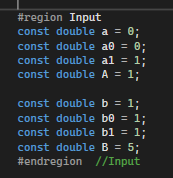 #region Input
const double a = 0;
const double a0 = 0;
const double a1 = 1;
const double A = 1;
const double b = 1;
const double b0 = 1;
const double b1 = 1;
const double B = 5;
#endregion //Input